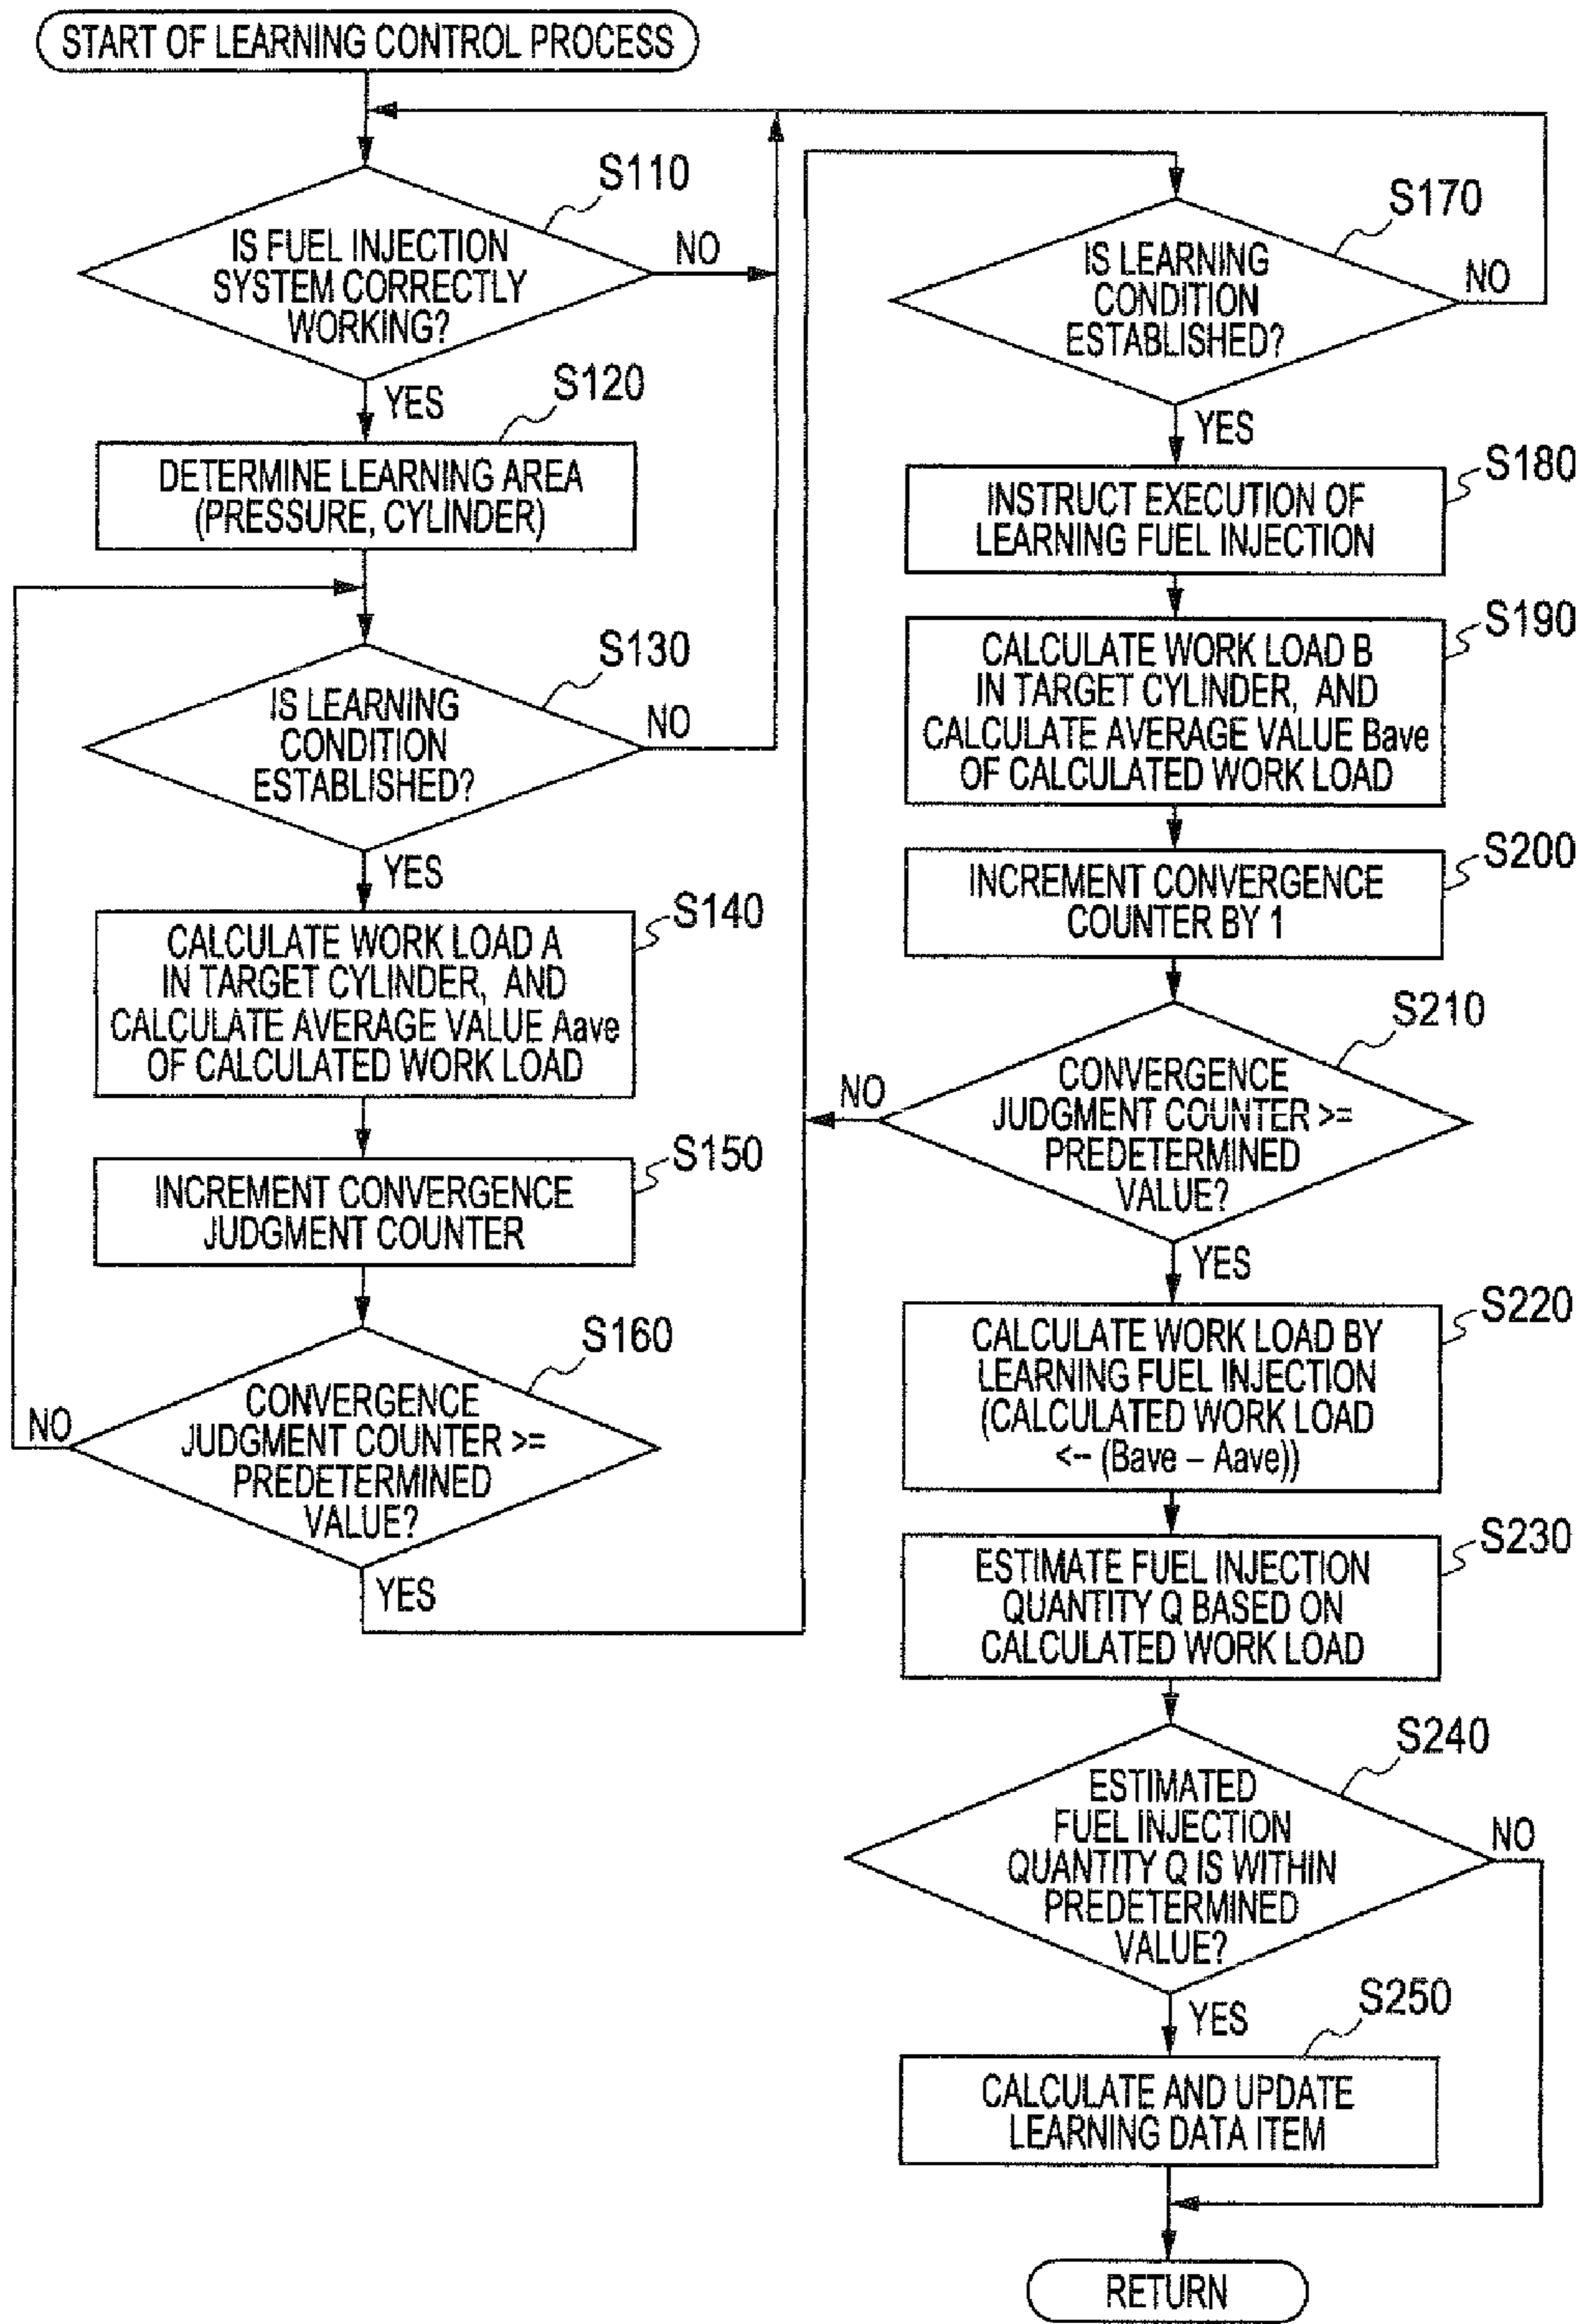 START OF LEARNING CONTROL PROCESS
S110
IS FUEL INJECTION
SYSTEM CORRECTLY
WORKING?
NO
YES
S120
DETERMINE LEARNING AREA
(PRESSURE, CYLINDER)
S130
IS LEARNING
CONDITION
ESTABLISHED?
NO
YES
S140
CALCULATE WORK LOAD A
IN TARGET CYLINDER, AND
CALCULATE AVERAGE VALUE Aave
OF CALCULATED WORK LOAD
S150
INCREMENT CONVERGENCE
JUDGMENT COUNTER
S160
CONVERGENCE
JUDGMENT COUNTER >=
PREDETERMINED
VALUE?
NO
YES
S170
IS LEARNING
CONDITION
ESTABLISHED?
NO
YES
S180
INSTRUCT EXECUTION OF
LEARNING FUEL INJECTION
S190
CALCULATE WORK LOAD B
IN TARGET CYLINDER, AND
CALCULATE AVERAGE VALUE Bave
OF CALCULATED WORK LOAD
S200
INCREMENT CONVERGENCE
COUNTER BY 1
S210
CONVERGENCE
JUDGMENT COUNTER >=
PREDETERMINED
VALUE?
NO
YES
S220
CALCULATE WORK LOAD BY
LEARNING FUEL INJECTION
(CALCULATED WORK LOAD
<-- (Bave – Aave))
S230
ESTIMATE FUEL INJECTION
QUANTITY Q BASED ON
CALCULATED WORK LOAD
S240
ESTIMATED
FUEL INJECTION
QUANTITY Q IS WITHIN
PREDETERMINED
VALUE?
NO
YES
S250
CALCULATE AND UPDATE
LEARNING DATA ITEM
RETURN